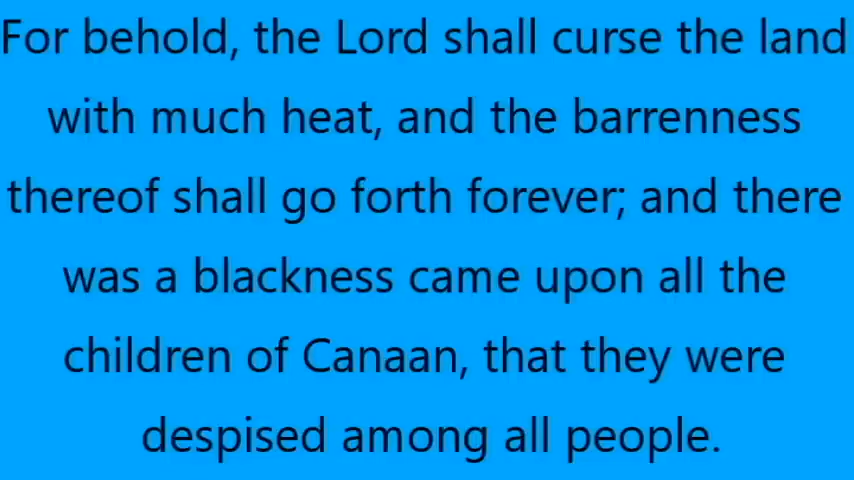 For behold, the Lord shall curse the land
with much heat, and the barrenness
thereof shall go forth forever; and there
was a blackness came upon all the
children of Canaan, that they were
despised among all people.